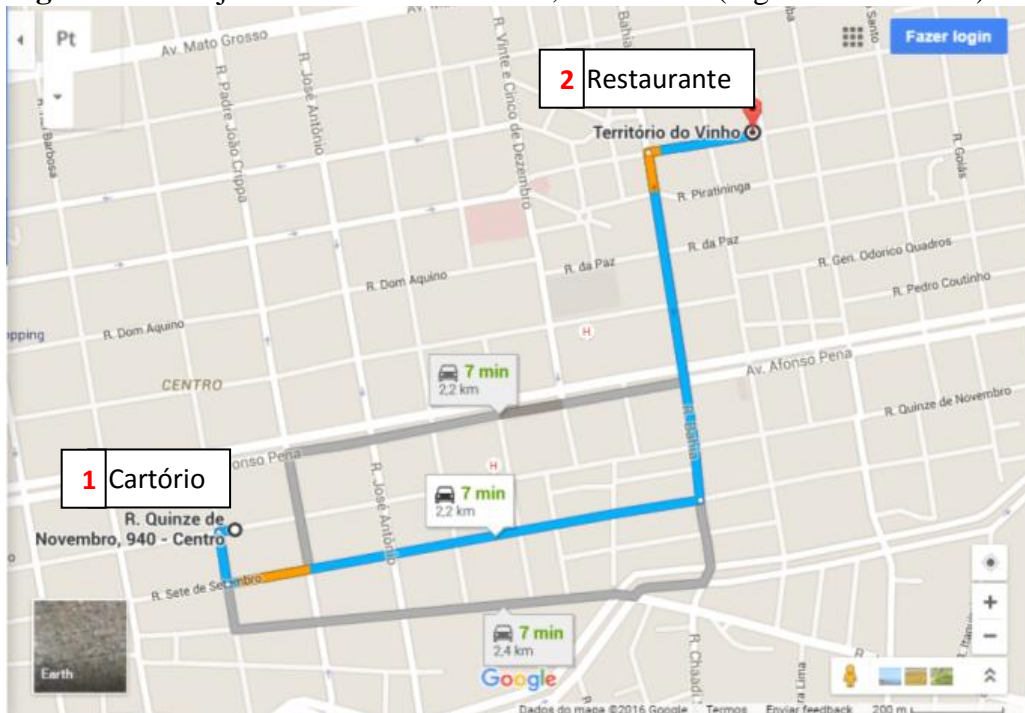 Pt
Av. Mato Grosso
R. Padre João Crippa
R. José Antônio
R. Vinte e Cinco de Dezembro
Bahia
Santo
Fazer login
2 Restaurante
Território do Vinho
Barbosa
R. Goiás
R. Piratininga
R. da Paz
R. Gen. Odorico Quadros
R. da Paz
R. Dom Aquino
R. Pedro Coutinho
R. Dom Aquino
H
CENTRO
7 min
2,2 km
Av. Afonso Pena
R. Quinze de Novembro
R. Bahia
onso Pena
1 Cartório
H
R. José Antônio
7 min
2,2 km
R. Quinze de
Novembro, 940 - Centro
R. Sete de Setembro
7 min
2,4 km
Earth
Google
Dados do mapa ©2016 Google Termos Enviar feedback 200 m